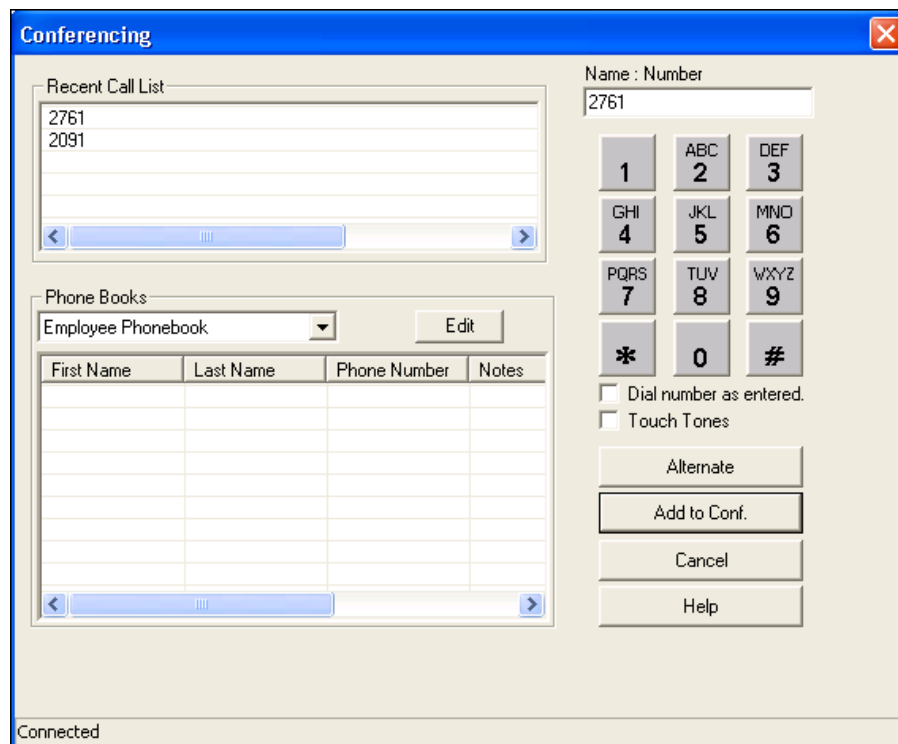 Conferencing
Recent Call List
2761
2091
Phone Books
Employee Phonebook
Edit
First Name Last Name Phone Number Notes
Name : Number
2761
1 ABC 2 DEF 3
GHI 4 JKL 5 MNO 6
PQRS 7 TUV 8 WXYZ 9
* 0 #
Dial number as entered.
Touch Tones
Alternate
Add to Conf.
Cancel
Help
Connected